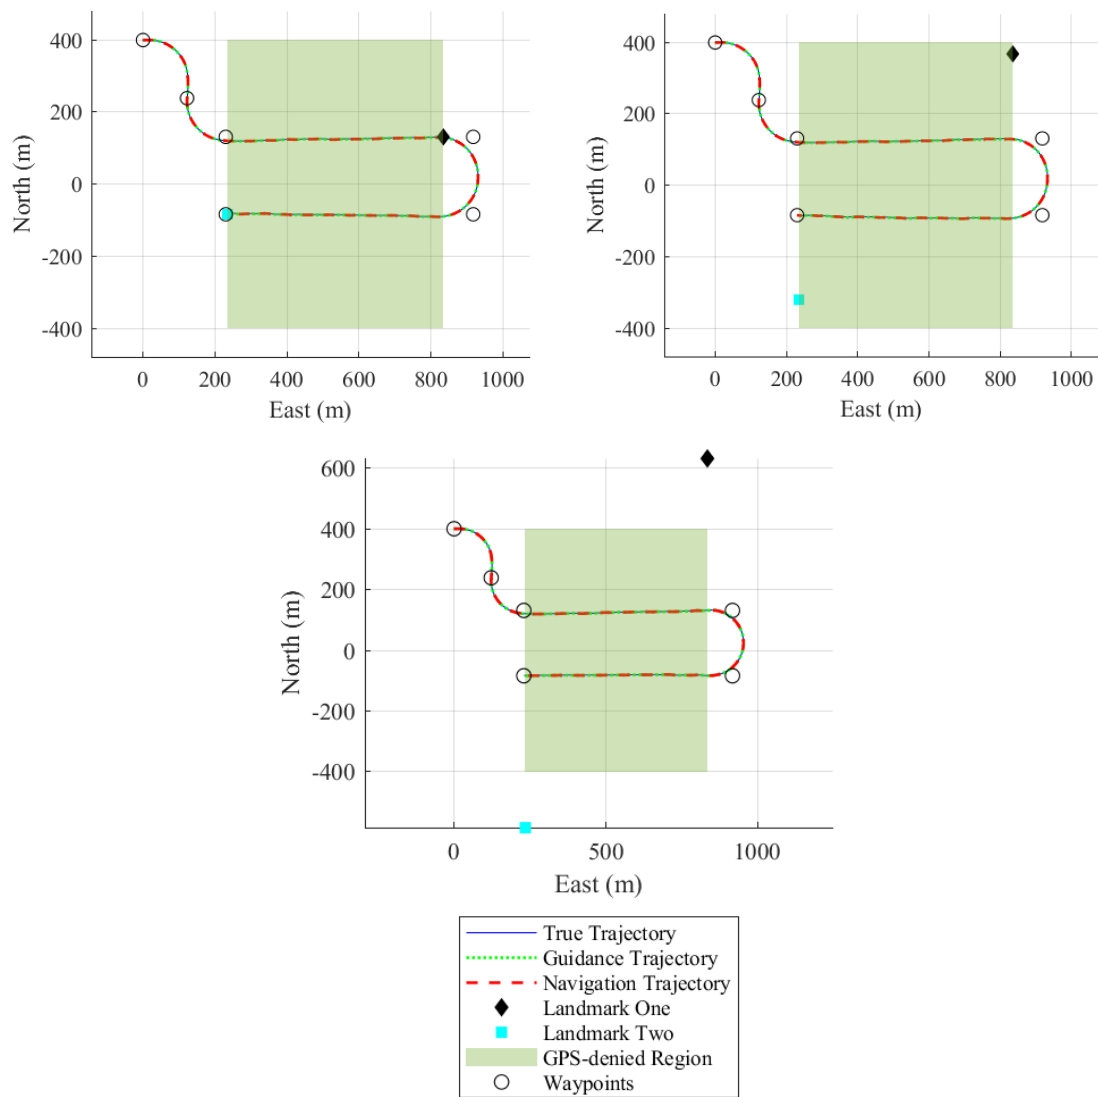 400
200
0
-200
-400
North (m)
0 200 400 600 800 1000
East (m)
400
200
0
-200
-400
North (m)
0 200 400 600 800 1000
East (m)
600
400
200
0
-200
-400
North (m)
0 500 1000
East (m)
True Trajectory
Guidance Trajectory
Navigation Trajectory
Landmark One
Landmark Two
GPS-denied Region
Waypoints